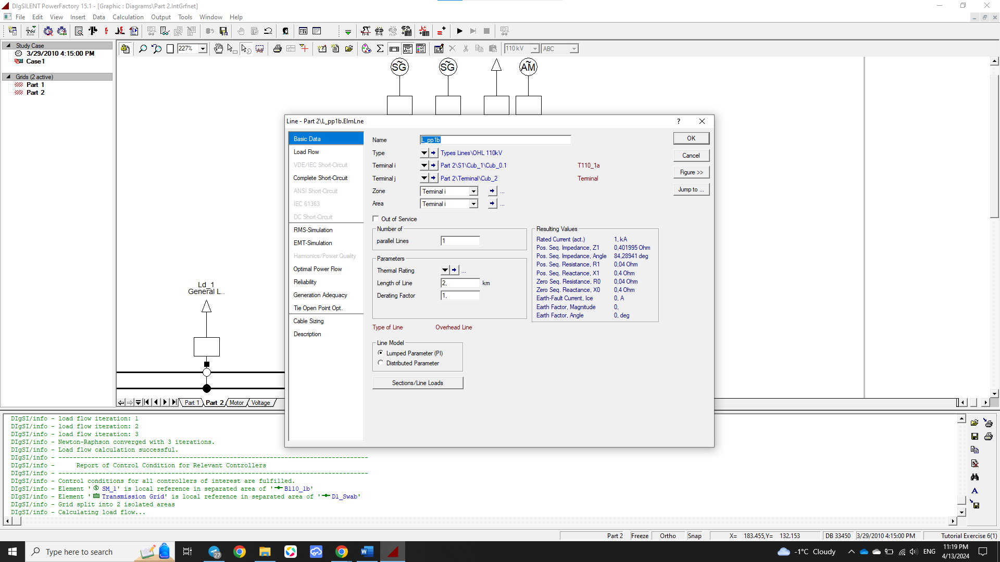 DIgSILENT PowerFactory 15.1 - [Graphic : Diagrams\Part 2.IntGrfnet]
File Edit View Insert Data Calculation Output Tools Window Help
Study Case
3/29/2010 4:15:00 PM
Case1
Grids (2 active)
Part 1
Part 2
227%
110 kV
ABC
SG SG AM
Ld_1
General L..
Line - Part 2\L_pp1b.ElmLne ?
Basic Data
Load Flow
VDE/IEC Short-Circuit
Complete Short-Circuit
ANSI Short-Circuit
IEC 61363
DC Short-Circuit
RMS-Simulation
EMT-Simulation
Harmonics/Power Quality
Optimal Power Flow
Reliability
Generation Adequacy
Tie Open Point Opt.
Cable Sizing
Description
Name L_pp1b
Type Types Lines\OHL 110kV
Terminal i Part 2\S1\Cub_1\Cub_0.1 T110_1a
Terminal j Part 2\Terminal\Cub_2 Terminal
Zone Terminal i ...
Area Terminal i ...
Out of Service
Number of
parallel Lines 1
Parameters
Thermal Rating ...
Length of Line 2, km
Derating Factor 1,
Type of Line Overhead Line
Line Model
Lumped Parameter (PI)
Distributed Parameter
Sections/Line Loads
Resulting Values
Rated Current (act.) 1, kA
Pos. Seq. Impedance, Z1 0,401995 Ohm
Pos. Seq. Impedance, Angle 84,28941 deg
Pos. Seq. Resistance, R1 0,04 Ohm
Pos. Seq. Reactance, X1 0,4 Ohm
Zero Seq. Resistance, R0 0,04 Ohm
Zero Seq. Reactance, X0 0,4 Ohm
Earth-Fault Current, Ice 0, A
Earth Factor, Magnitude 0,
Earth Factor, Angle 0, deg
OK
Cancel
Figure >>
Jump to ...
Part 1 Part 2 Motor Voltage
DIgSI/info - load flow iteration: 1
DIgSI/info - load flow iteration: 2
DIgSI/info - load flow iteration: 3
DIgSI/info - Newton-Raphson converged with 3 iterations.
DIgSI/info - Load flow calculation successful.
DIgSI/info - --------------------------------------------------------------------------------
DIgSI/info - Report of Control Condition for Relevant Controllers
DIgSI/info - --------------------------------------------------------------------------------
DIgSI/info - Control conditions for all controllers of interest are fulfilled.
DIgSI/info - Element ' SM_1' is local reference in separated area of ' B110_1b'
DIgSI/info - Element ' Transmission Grid' is local reference in separated area of ' D1_Swab'
DIgSI/info - Grid split into 2 isolated areas
DIgSI/info - Calculating load flow...
Part 2 Freeze Ortho Snap X= 183.455,Y= 132.153 DB 33450 3/29/2010 4:15:00 PM Tutorial Exercise 6(1)
Type here to search
27
-1°C Cloudy
ENG
11:19 PM
4/13/2024